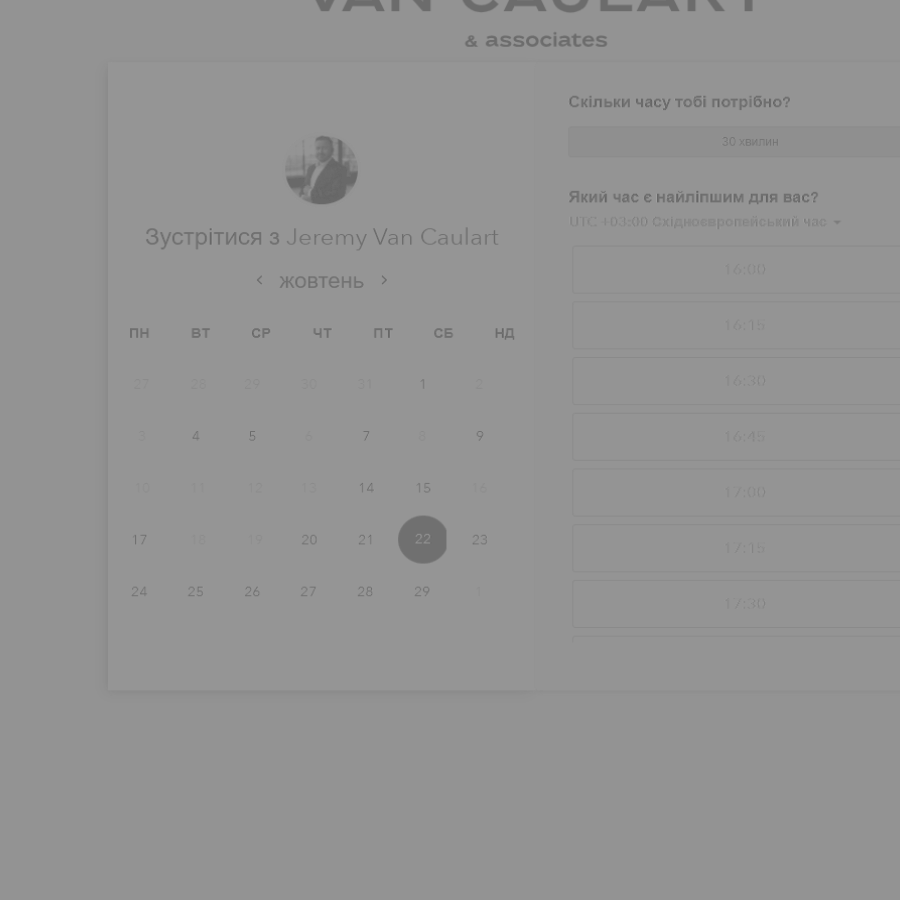 VAN CAULART
& associates
Зустрітися з Jeremy Van Caulart
жовтень
ПН ВТ СР ЧТ ПТ СБ НД
27 28 29 30 31 1 2
3 4 5 6 7 8 9
10 11 12 13 14 15 16
17 18 19 20 21 22 23
24 25 26 27 28 29 1
Скільки часу тобі потрібно?
30 хвилин
Який час є найліпшим для вас?
UTC +03:00 Східноєвропейський час
16:00
16:15
16:30
16:45
17:00
17:15
17:30